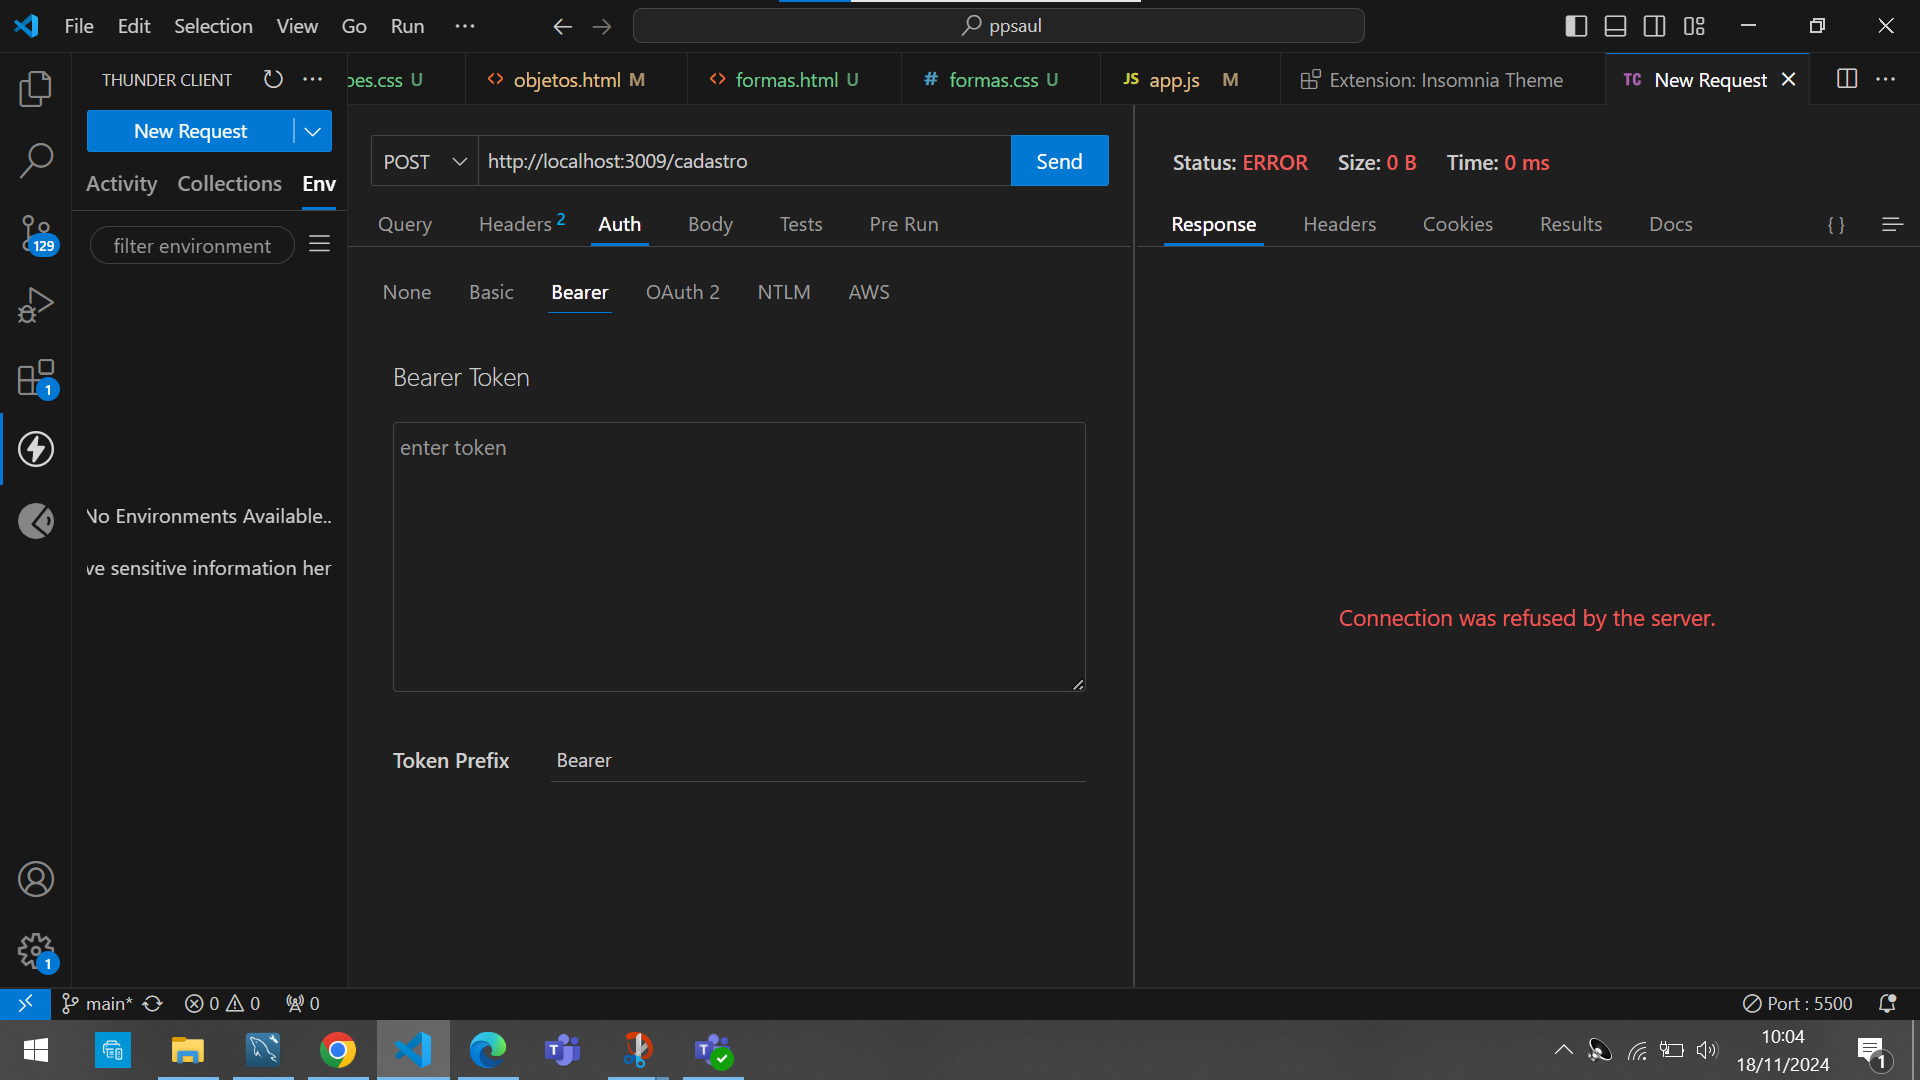 File Edit Selection View Go Run ···
ppsaul
THUNDER CLIENT
pes.css U
objetos.html M
formas.html U
# formas.css U
JS app.js M
Extension: Insomnia Theme
TC New Request
New Request
POST
http://localhost:3009/cadastro
Send
Status: ERROR Size: 0 B Time: 0 ms
Activity Collections Env
Query Headers 2 Auth Body Tests Pre Run
Response Headers Cookies Results Docs { }
filter environment
None Basic Bearer OAuth 2 NTLM AWS
129
Bearer Token
1
enter token
No Environments Available..
ve sensitive information her
Connection was refused by the server.
Token Prefix Bearer
1
main* 0 0 0
Port : 5500
10:04
18/11/2024
1